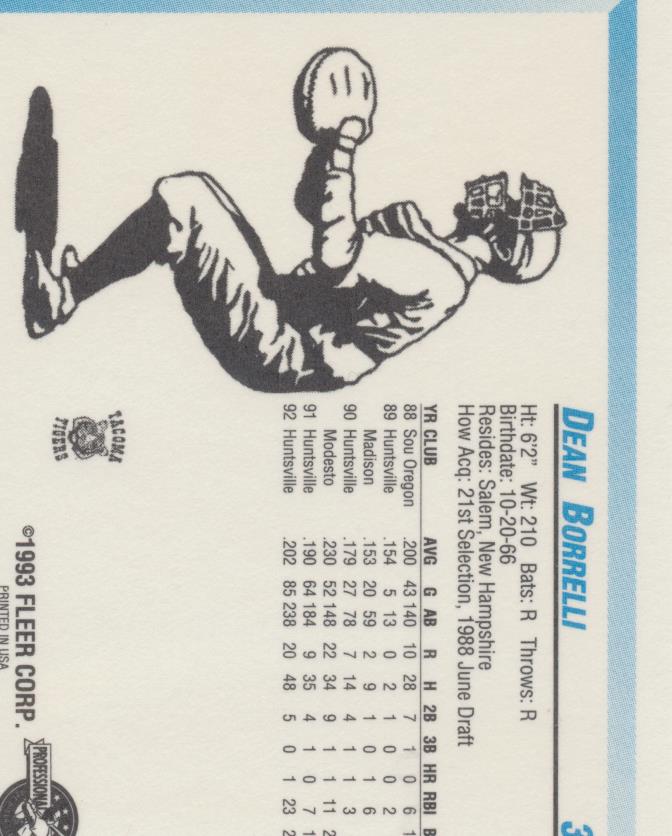 DEAN BORRELLI 3
Ht: 6'2" Wt: 210 Bats: R Throws: R
Birthdate: 10-20-66
Resides: Salem, New Hampshire
How Acq: 21st Selection, 1988 June Draft
YR CLUB AVG G AB R H 2B 3B HR RBI B
88 Sou Oregon .200 43 140 10 28 7 1 0 6 1
89 Huntsville .154 5 13 0 2 1 0 0 2
Madison .153 20 59 2 9 1 0 1 6
90 Huntsville .179 27 78 7 14 4 1 1 3
Modesto .230 52 148 22 34 9 1 1 11 2
91 Huntsville .190 64 184 9 35 4 1 0 7 1
92 Huntsville .202 85 238 20 48 5 0 1 23 2
TACOMA
TIGERS
©1993 FLEER CORP.
PRINTED IN USA
PROFESSIONAL